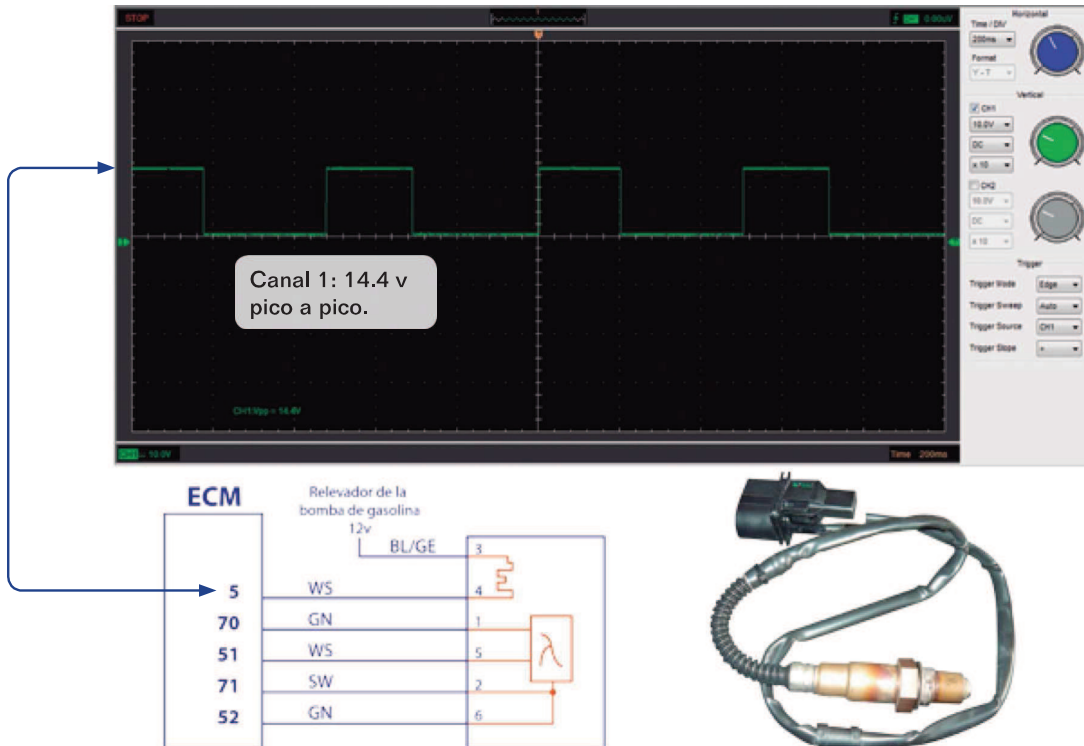 STOP
T
0.00uV
Horizontal
Time / DIV
200ms
Format
Y - T
Vertical
CH1
10.0V
DC
x 10
CH2
10.0V
DC
x 10
Trigger
Trigger Mode Edge
Trigger Sweep Auto
Trigger Source CH1
Trigger Slope +
Canal 1: 14.4 v
pico a pico.
CH1:Vpp = 14.4V
CH1 10.0V
Time 200ms
ECM
Relevador de la
bomba de gasolina
12v
BL/GE 3
5 WS 4
70 GN 1
51 WS 5
λ
71 SW 2
52 GN 6